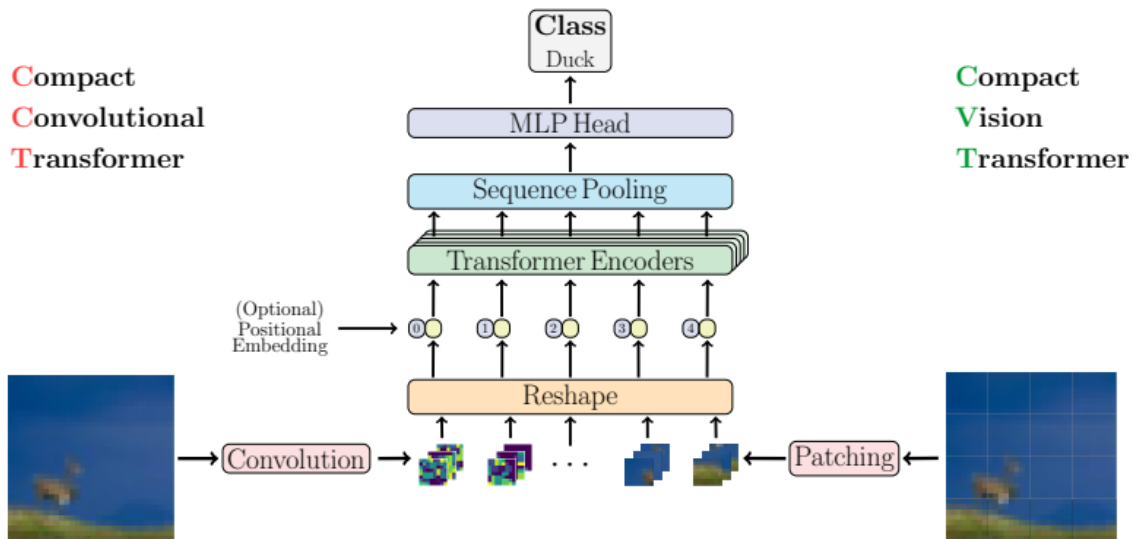 Class
Duck
Compact
Convolutional
Transformer
Compact
Vision
Transformer
MLP Head
Sequence Pooling
Transformer Encoders
(Optional)
Positional
Embedding
0 1 2 3 4
Reshape
Convolution
...
Patching